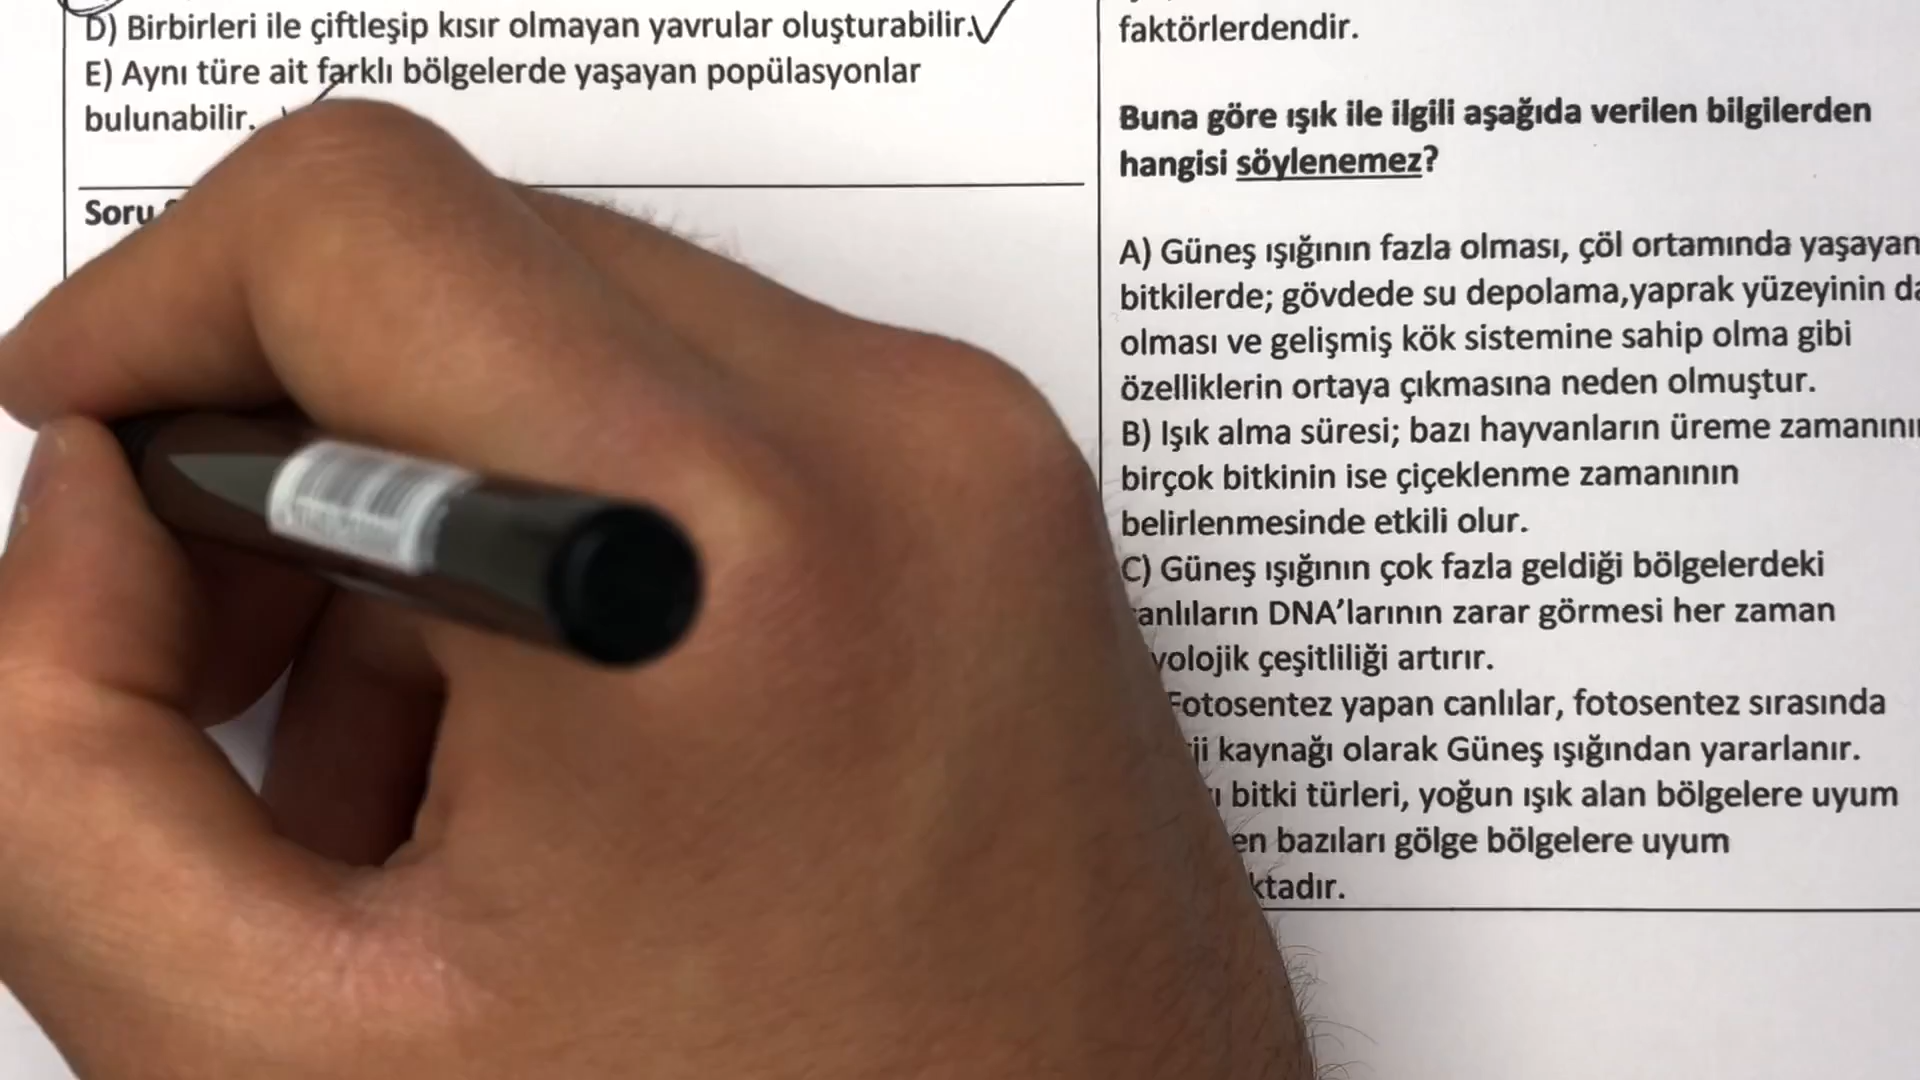 D) Birbirleri ile çiftleşip kısır olmayan yavrular oluşturabilir.
E) Aynı türe ait farklı bölgelerde yaşayan popülasyonlar
bulunabilir.
Soru
faktörlerdendir.
Buna göre ışık ile ilgili aşağıda verilen bilgilerden
hangisi söylenemez?
A) Güneş ışığının fazla olması, çöl ortamında yaşayan
bitkilerde; gövdede su depolama,yaprak yüzeyinin
olması ve gelişmiş kök sistemine sahip olma gibi
özelliklerin ortaya çıkmasına neden olmuştur.
B) Işık alma süresi; bazı hayvanların üreme
birçok bitkinin ise çiçeklenme zamanının
belirlenmesinde etkili olur.
C) Güneş ışığının çok fazla geldiği bölgelerdeki
DNA’larının zarar görmesi her zaman
çeşitliliği artırır.
Fotosentez yapan canlılar, fotosentez sırasında
kaynağı olarak Güneş ışığından yararlanır.
bitki türleri, yoğun ışık alan bölgelere uyum
bazıları gölge bölgelere uyum